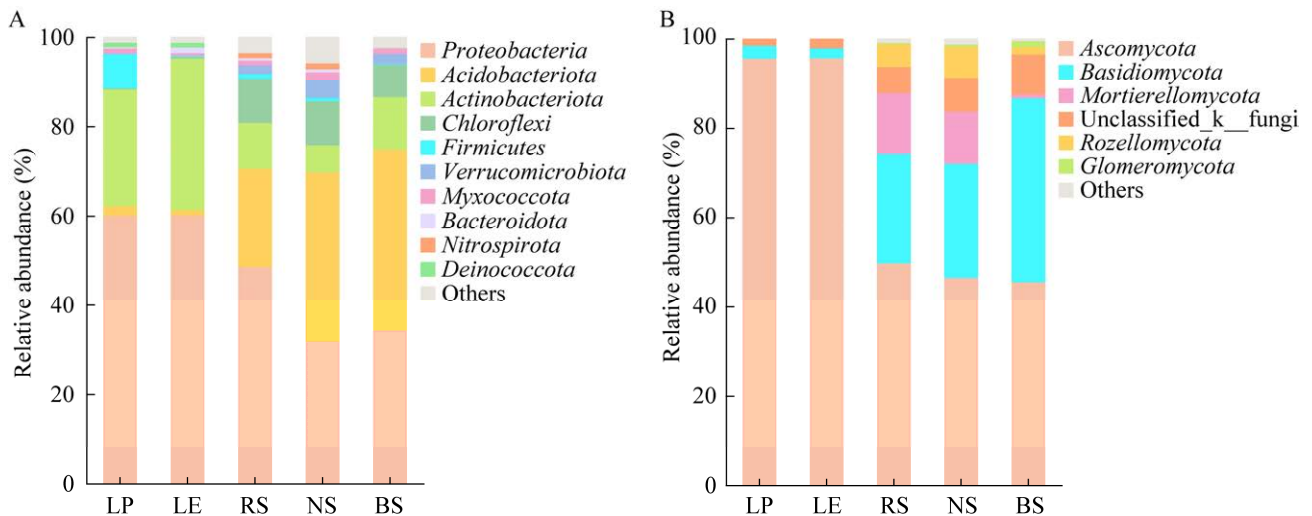 A
Relative abundance (%)
100
80
60
40
20
0
LP LE RS NS BS
Proteobacteria
Acidobacteriota
Actinobacteriota
Chloroflexi
Firmicutes
Verrucomicrobiota
Myxococcota
Bacteroidota
Nitrospirota
Deinococcota
Others
B
Relative abundance (%)
100
80
60
40
20
0
LP LE RS NS BS
Ascomycota
Basidiomycota
Mortierellomycota
Unclassified_k__fungi
Rozellomycota
Glomeromycota
Others